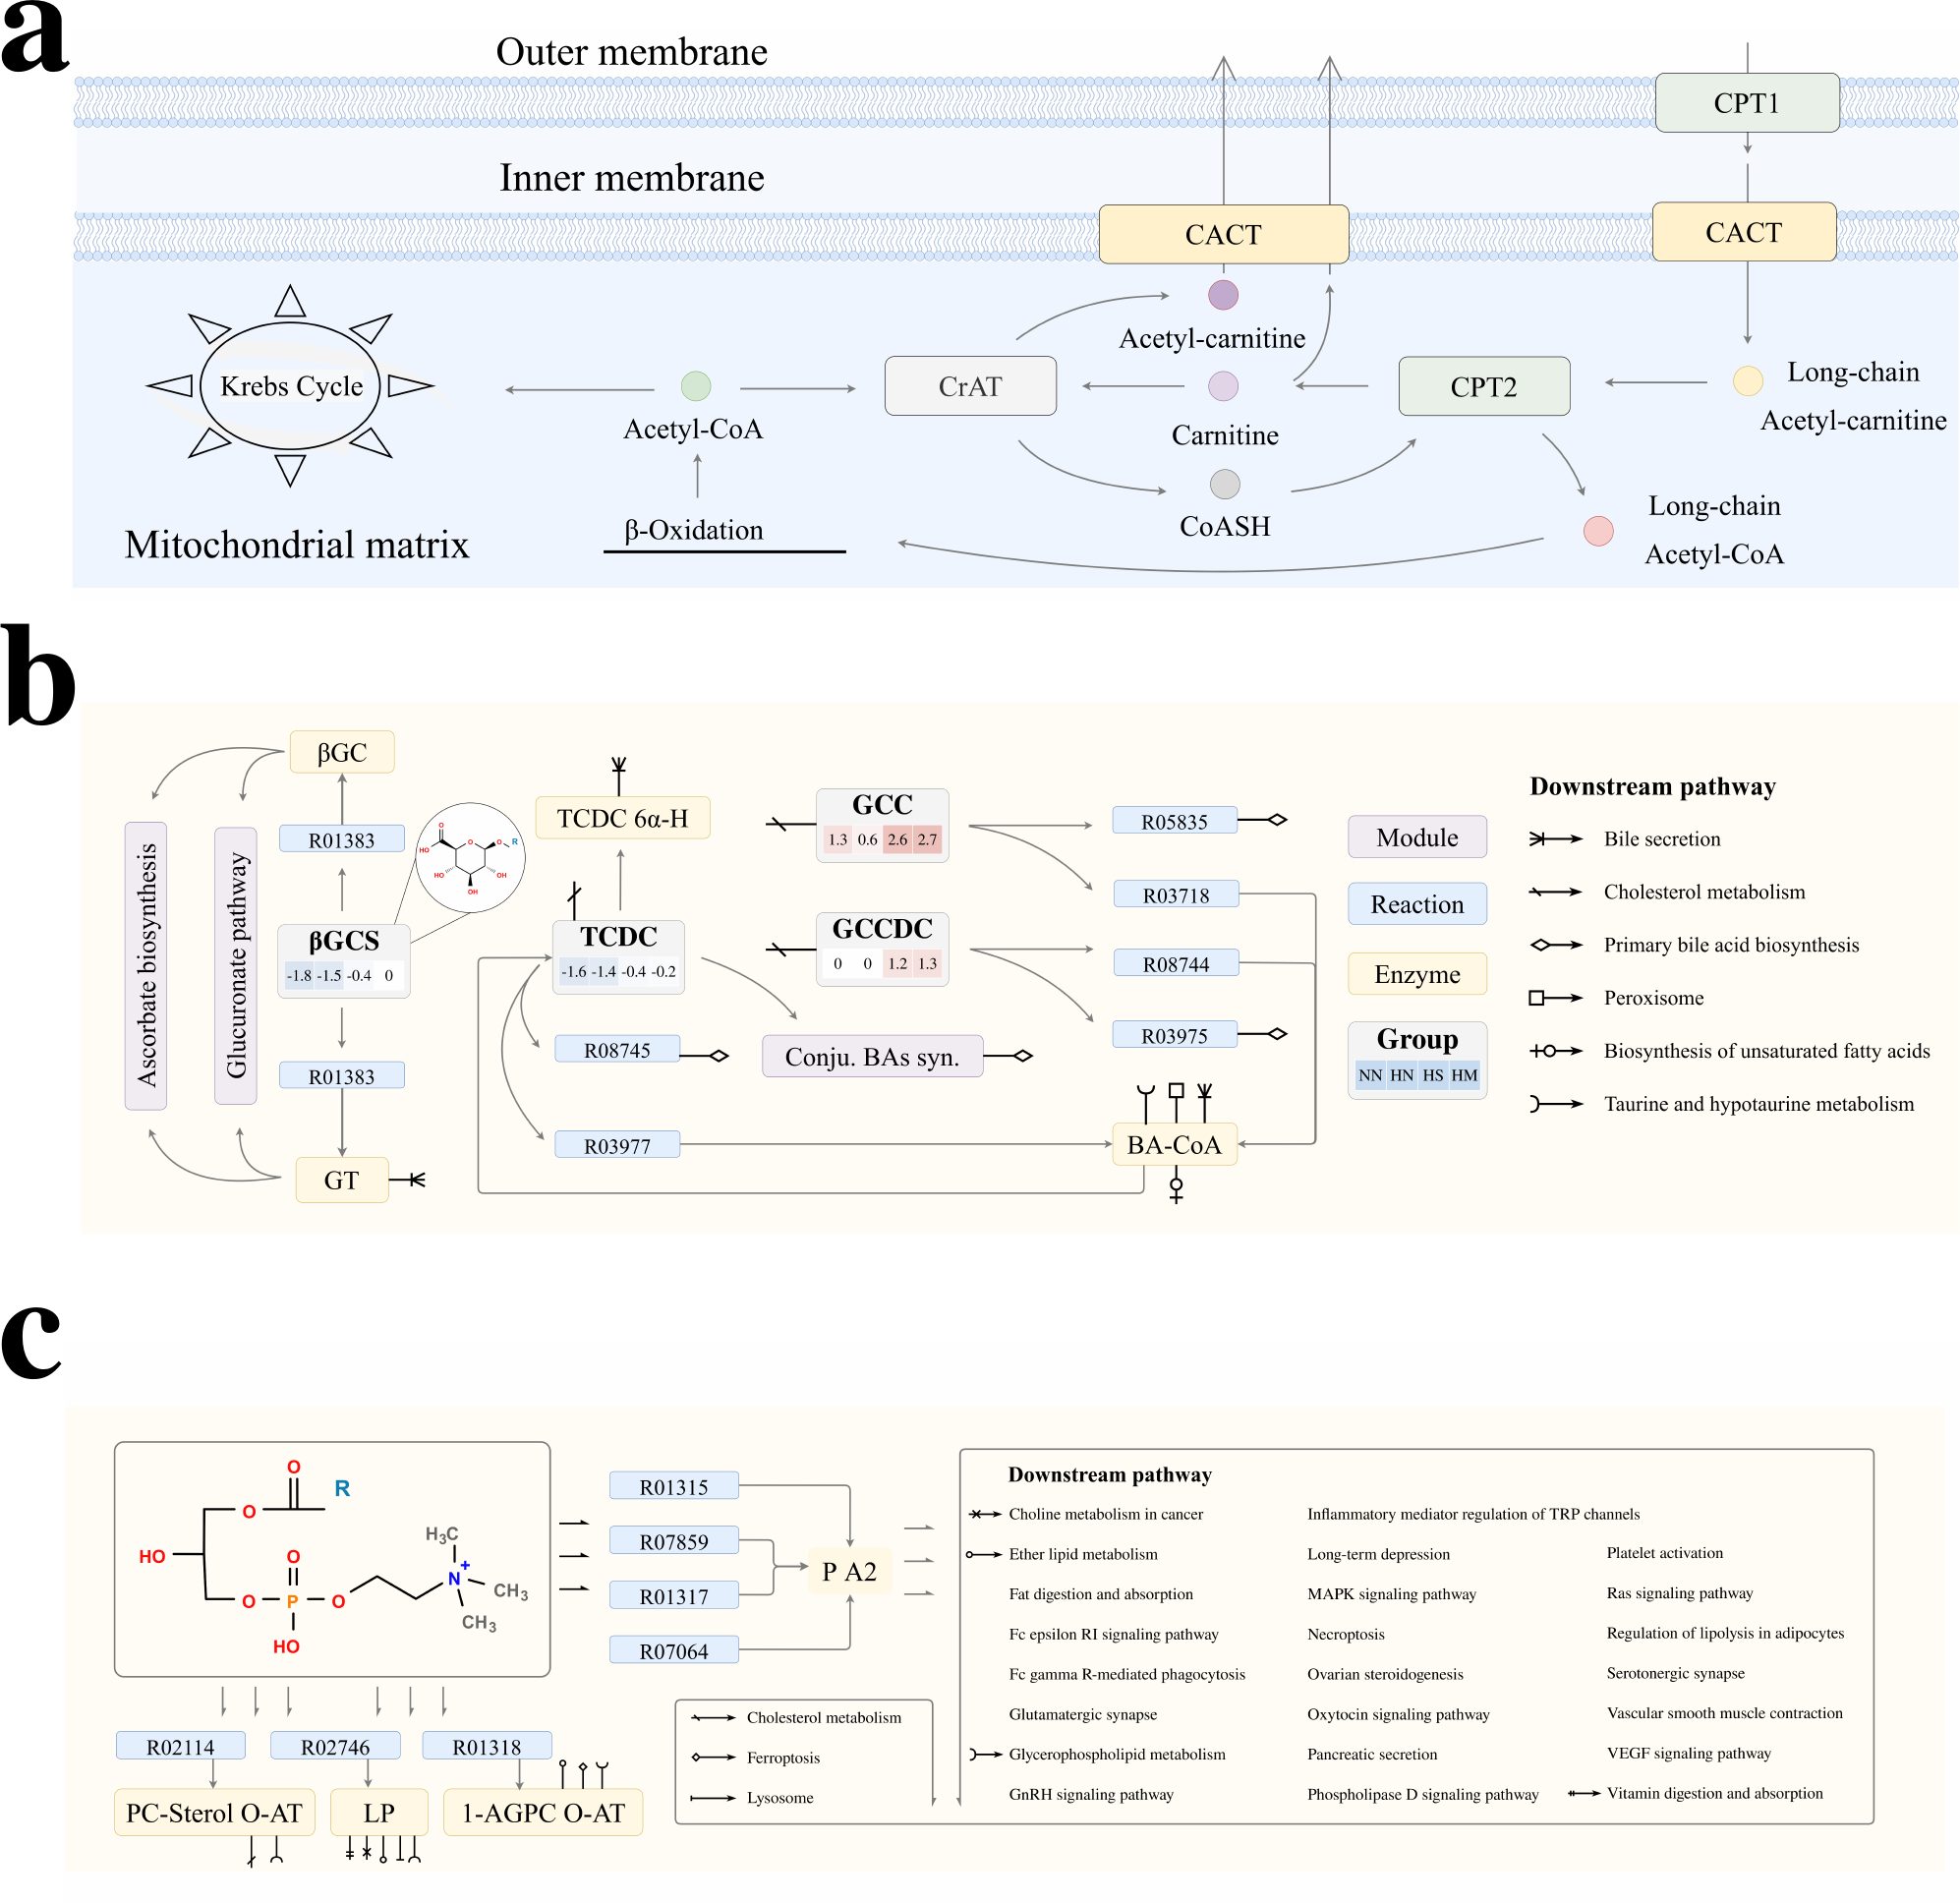 a
Outer membrane
CPT1
Inner membrane
CACT
CACT
Acetyl-carnitine
Krebs Cycle
CrAT
CPT2
Long-chain
Acetyl-carnitine
Acetyl-CoA
Carnitine
β-Oxidation
CoASH
Long-chain
Acetyl-CoA
Mitochondrial matrix
b
βGC
R01383
Ascorbate biosynthesis
Glucuronate pathway
O
HO
O
O
R
HO
OH
OH
βGCS
-1.8 -1.5 -0.4 0
R01383
GT
TCDC 6α-H
TCDC
-1.6 -1.4 -0.4 -0.2
R08745
Conju. BAs syn.
R03977
GCC
1.3 0.6 2.6 2.7
GCCDC
0 0 1.2 1.3
R05835
R03718
R08744
R03975
BA-CoA
Module
Reaction
Enzyme
Group
NN HN HS HM
Downstream pathway
Bile secretion
Cholesterol metabolism
Primary bile acid biosynthesis
Peroxisome
Biosynthesis of unsaturated fatty acids
Taurine and hypotaurine metabolism
c
O
R
O
H3C
HO
O
N+
CH3
O
P
O
CH3
HO
R01315
R07859
R01317
R07064
P A2
R02114
R02746
R01318
PC-Sterol O-AT
LP
1-AGPC O-AT
Cholesterol metabolism
Ferroptosis
Lysosome
Downstream pathway
Choline metabolism in cancer
Ether lipid metabolism
Fat digestion and absorption
Fc epsilon RI signaling pathway
Fc gamma R-mediated phagocytosis
Glutamatergic synapse
Glycerophospholipid metabolism
GnRH signaling pathway
Inflammatory mediator regulation of TRP channels
Long-term depression
MAPK signaling pathway
Necroptosis
Ovarian steroidogenesis
Oxytocin signaling pathway
Pancreatic secretion
Phospholipase D signaling pathway
Platelet activation
Ras signaling pathway
Regulation of lipolysis in adipocytes
Serotonergic synapse
Vascular smooth muscle contraction
VEGF signaling pathway
Vitamin digestion and absorption